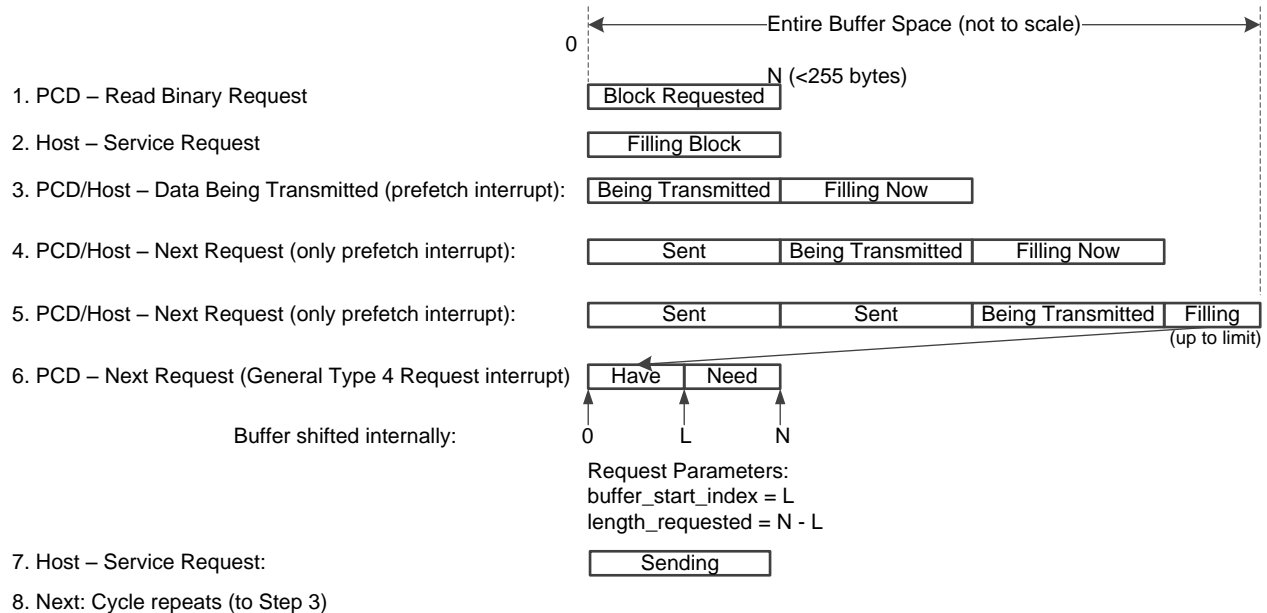 Entire Buffer Space (not to scale)
0
N (<255 bytes)
1. PCD – Read Binary Request
Block Requested
2. Host – Service Request
Filling Block
3. PCD/Host – Data Being Transmitted (prefetch interrupt):
Being Transmitted
Filling Now
4. PCD/Host – Next Request (only prefetch interrupt):
Sent
Being Transmitted
Filling Now
5. PCD/Host – Next Request (only prefetch interrupt):
Sent
Sent
Being Transmitted
Filling
(up to limit)
6. PCD – Next Request (General Type 4 Request interrupt)
Have
Need
Buffer shifted internally:
0
L
N
Request Parameters:
buffer_start_index = L
length_requested = N - L
7. Host – Service Request:
Sending
8. Next: Cycle repeats (to Step 3)